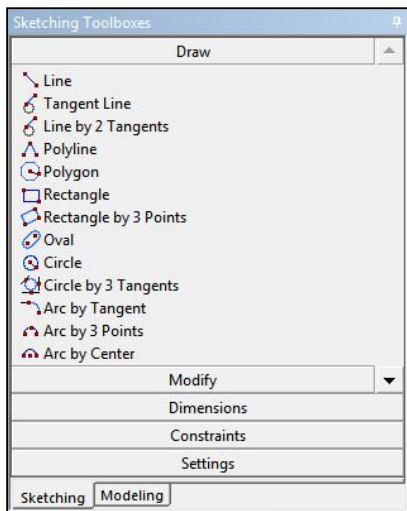 Sketching Toolboxes
Draw
Line
Tangent Line
Line by 2 Tangents
Polyline
Polygon
Rectangle
Rectangle by 3 Points
Oval
Circle
Circle by 3 Tangents
Arc by Tangent
Arc by 3 Points
Arc by Center
Modify
Dimensions
Constraints
Settings
Sketching Modeling